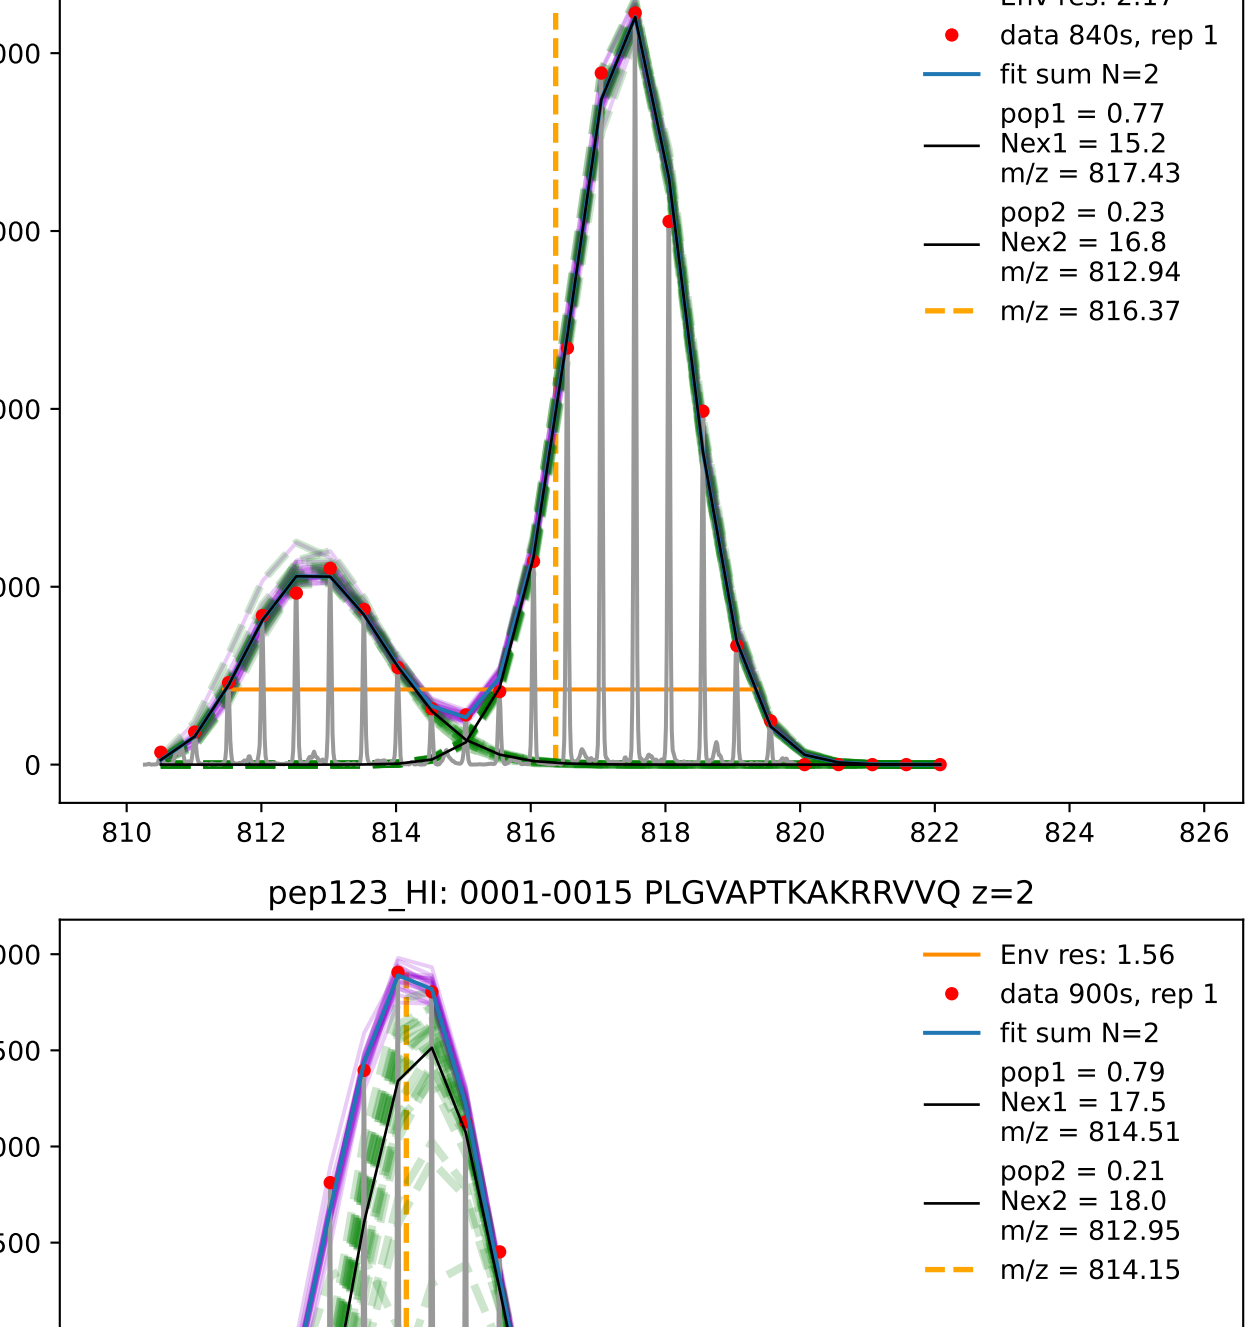 data 840s, rep 1
fit sum N=2
pop1 = 0.77
Nex1 = 15.2
m/z = 817.43
pop2 = 0.23
Nex2 = 16.8
m/z = 812.94
m/z = 816.37
0
810 812 814 816 818 820 822 824 826
pep123_HI: 0001-0015 PLGVAPTKAKRRVVQ z=2
Env res: 1.56
data 900s, rep 1
fit sum N=2
pop1 = 0.79
Nex1 = 17.5
m/z = 814.51
pop2 = 0.21
Nex2 = 18.0
m/z = 812.95
m/z = 814.15